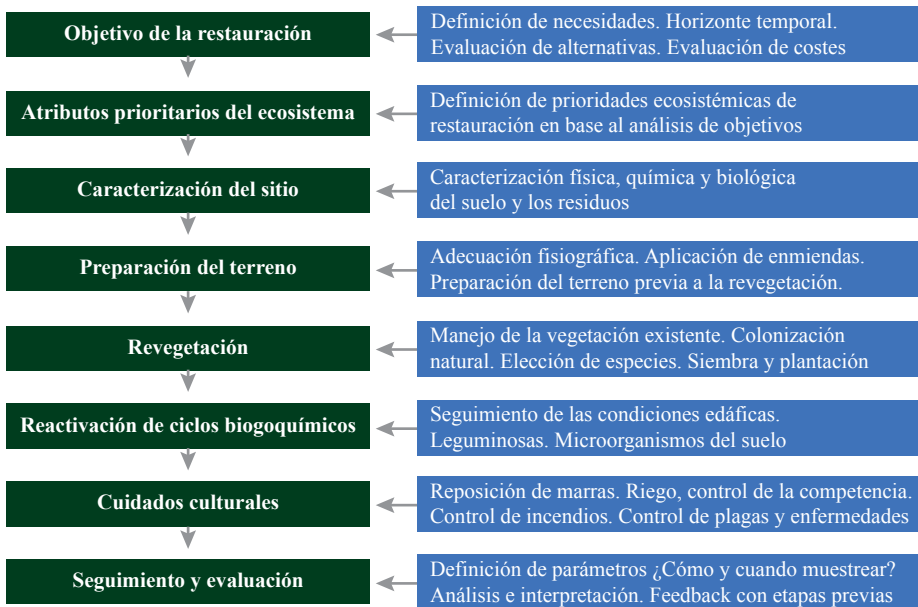 Objetivo de la restauración
Definición de necesidades. Horizonte temporal.
Evaluación de alternativas. Evaluación de costes
Atributos prioritarios del ecosistema
Definición de prioridades ecosistémicas de
restauración en base al análisis de objetivos
Caracterización del sitio
Caracterización física, química y biológica
del suelo y los residuos
Preparación del terreno
Adecuación fisiográfica. Aplicación de enmiendas.
Preparación del terreno previa a la revegetación.
Revegetación
Manejo de la vegetación existente. Colonización
natural. Elección de especies. Siembra y plantación
Reactivación de ciclos biogoquímicos
Seguimiento de las condiciones edáficas.
Leguminosas. Microorganismos del suelo
Cuidados culturales
Reposición de marras. Riego, control de la competencia.
Control de incendios. Control de plagas y enfermedades
Seguimiento y evaluación
Definición de parámetros ¿Cómo y cuando muestrear?
Análisis e interpretación. Feedback con etapas previas